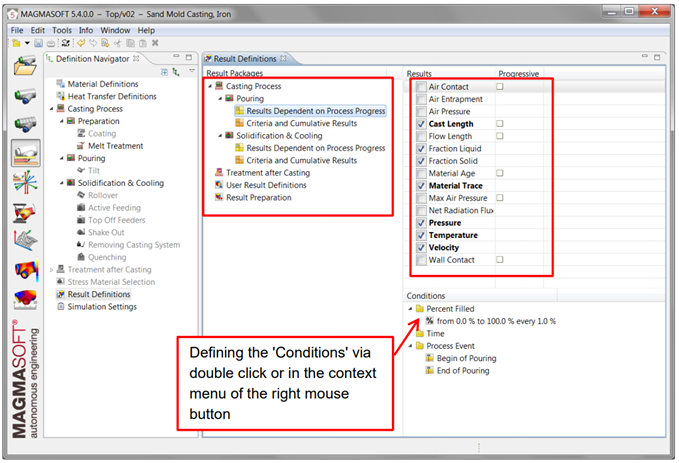 MAGMASOFT 5.4.0.0 – Top/v02 – Sand Mold Casting, Iron
File Edit Tools Info Window Help
Definition Navigator
Material Definitions
Heat Transfer Definitions
Casting Process
Preparation
Coating
Melt Treatment
Pouring
Tilt
Solidification & Cooling
Rollover
Active Feeding
Top Off Feeders
Shake Out
Removing Casting System
Quenching
Treatment after Casting
Stress Material Selection
Result Definitions
Simulation Settings
Result Definitions
Result Packages
Casting Process
Pouring
Results Dependent on Process Progress
Criteria and Cumulative Results
Solidification & Cooling
Results Dependent on Process Progress
Criteria and Cumulative Results
Treatment after Casting
User Result Definitions
Result Preparation
Results Progressive
Air Contact
Air Entrapment
Air Pressure
Cast Length
Flow Length
Fraction Liquid
Fraction Solid
Material Age
Material Trace
Max Air Pressure
Net Radiation Flux
Pressure
Temperature
Velocity
Wall Contact
Conditions
Percent Filled
% from 0.0 % to 100.0 % every 1.0 %
Time
Process Event
Begin of Pouring
End of Pouring
Defining the 'Conditions' via
double click or in the context
menu of the right mouse
button
MAGMASOFT®
autonomous engineering